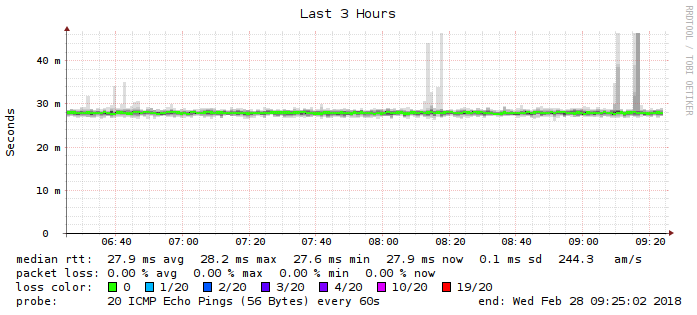 Last 3 Hours
RRDTOOL / TOBI OETIKER
Seconds
40 m
30 m
20 m
10 m
0
06:40 07:00 07:20 07:40 08:00 08:20 08:40 09:00 09:20
median rtt: 27.9 ms avg 28.2 ms max 27.6 ms min 27.9 ms now 0.1 ms sd 244.3 am/s
packet loss: 0.00 % avg 0.00 % max 0.00 % min 0.00 % now
loss color: 0 1/20 2/20 3/20 4/20 10/20 19/20
probe: 20 ICMP Echo Pings (56 Bytes) every 60s end: Wed Feb 28 09:25:02 2018